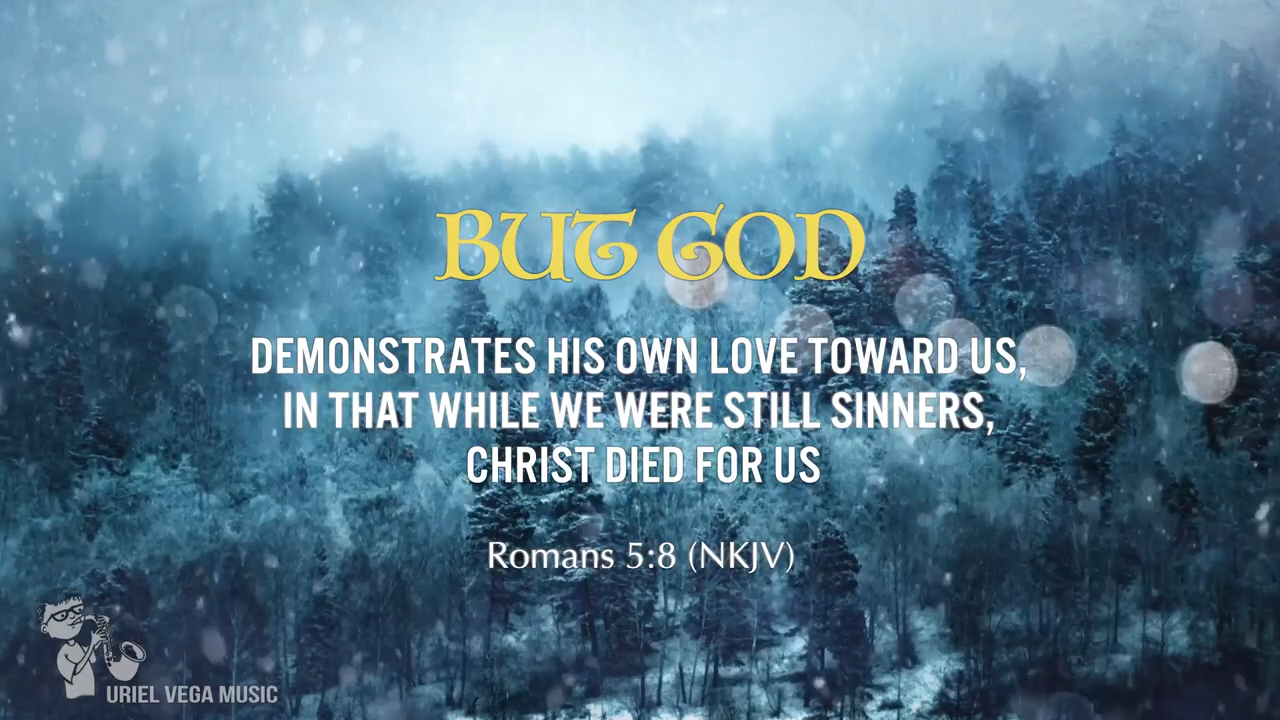 BUT GOD
DEMONSTRATES HIS OWN LOVE TOWARD US,
IN THAT WHILE WE WERE STILL SINNERS,
CHRIST DIED FOR US
Romans 5:8 (NKJV)
URIEL VEGA MUSIC